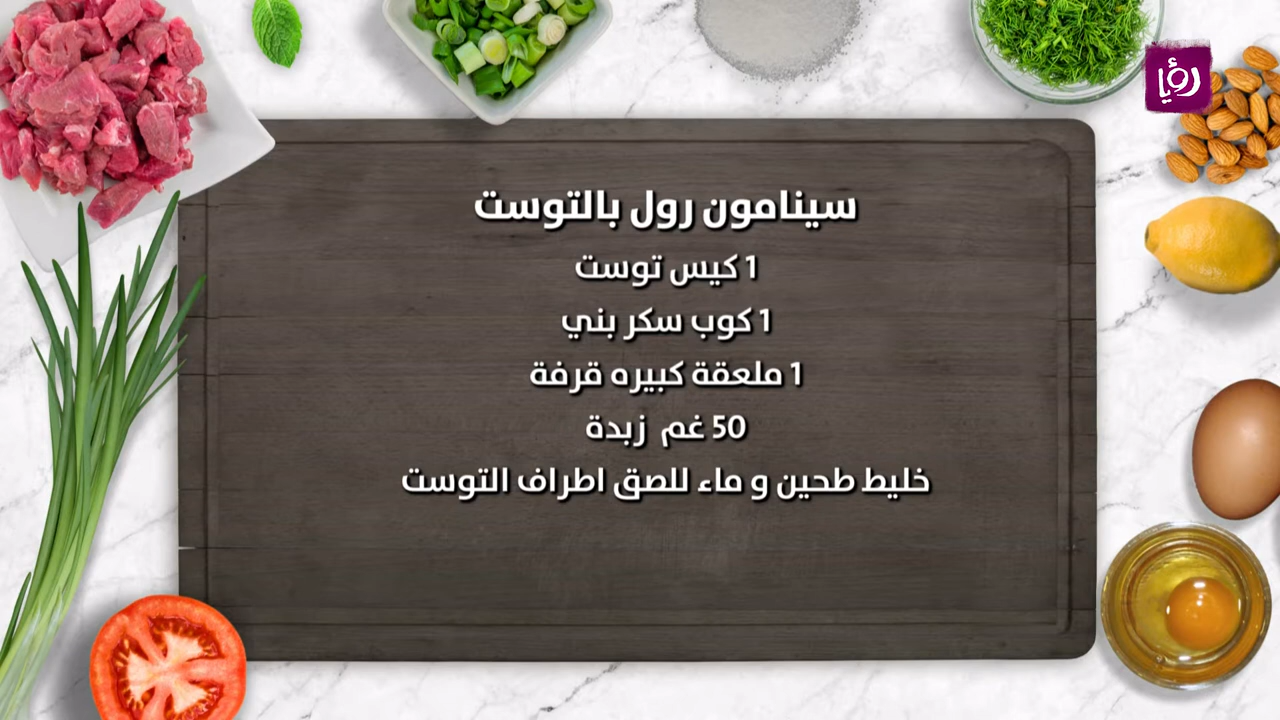 رؤيا
سينامون رول بالتوست
1 كيس توست
1 كوب سكر بني
1 ملعقة كبيره قرفة
50 غم زبدة
خليط طحين و ماء للصق اطراف التوست